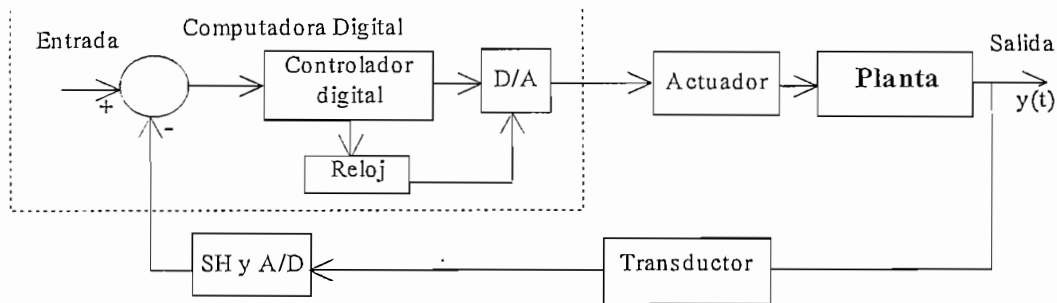 Computadora Digital
Entrada
+
-
Controlador
digital
D/A
Reloj
Actuador
Planta
Salida
y(t)
SH y A/D
Transductor